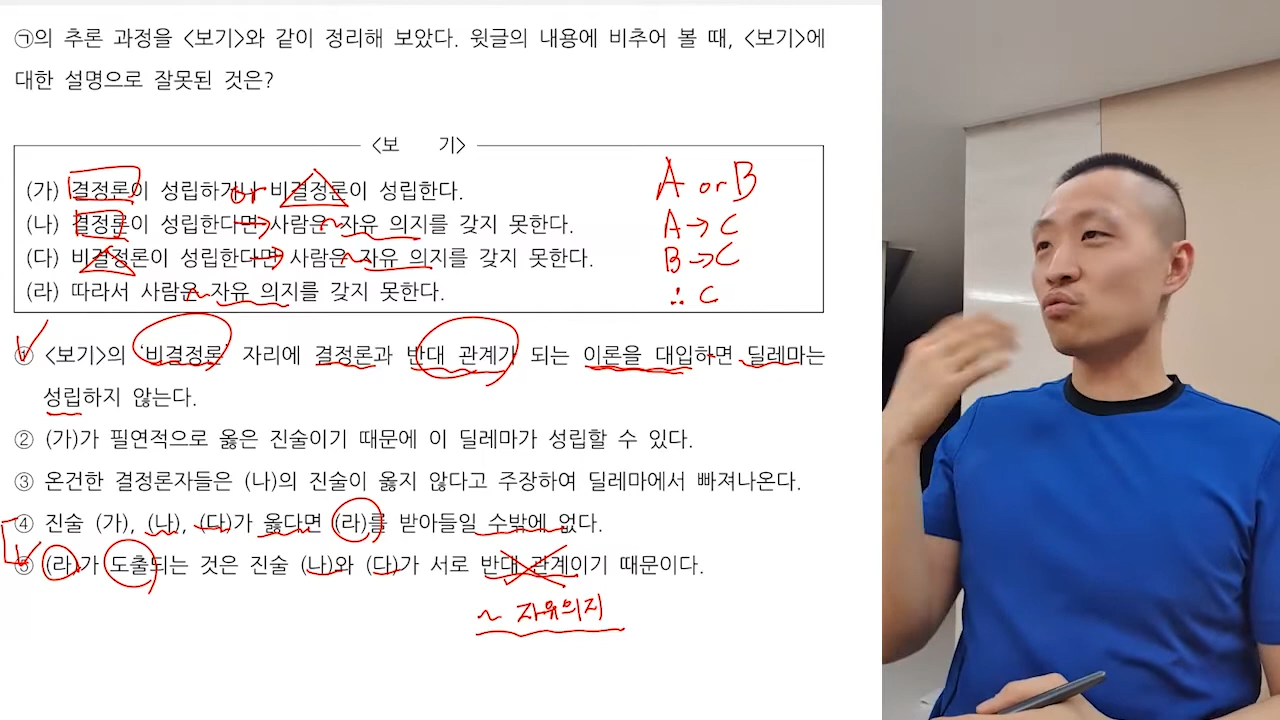 ㉠의 추론 과정을 <보기>와 같이 정리해 보았다. 윗글의 내용에 비추어 볼 때, <보기>에
대한 설명으로 잘못된 것은?
<보 기>
(가) 결정론이 성립하거나 비결정론이 성립한다.
or
A or B
(나) 결정론이 성립한다면 사람은 자유 의지를 갖지 못한다.
→ ~
A → C
(다) 비결정론이 성립한다면 사람은 자유 의지를 갖지 못한다.
→ ~
B → C
(라) 따라서 사람은 자유 의지를 갖지 못한다.
~
∴ C
① <보기>의 '비결정론' 자리에 결정론과 반대 관계가 되는 이론을 대입하면 딜레마는
성립하지 않는다.
② (가)가 필연적으로 옳은 진술이기 때문에 이 딜레마가 성립할 수 있다.
③ 온건한 결정론자들은 (나)의 진술이 옳지 않다고 주장하여 딜레마에서 빠져나온다.
④ 진술 (가), (나), (다)가 옳다면 (라)를 받아들일 수밖에 없다.
⑤ (라)가 도출되는 것은 진술 (나)와 (다)가 서로 반대 관계이기 때문이다.
~ 자유의지